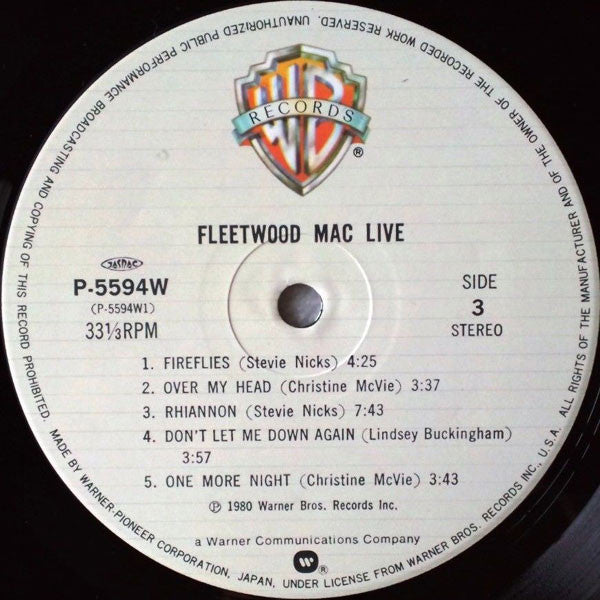 UNAUTHORIZED PUBLIC PERFORMANCE BROADCASTING AND COPYING OF THIS RECORD PROHIBITED. MADE BY WARNER-PIONEER CORPORATION, JAPAN, UNDER LICENSE FROM WARNER BROS. RECORDS INC., U.S.A. ALL RIGHTS OF THE MANUFACTURER AND OF THE OWNER OF THE RECORDED WORK RESERVED.
WB
RECORDS
®
FLEETWOOD MAC LIVE
JASRAC
P-5594W
(P-5594W1)
33⅓RPM
SIDE
3
STEREO
1. FIREFLIES (Stevie Nicks) 4:25
2. OVER MY HEAD (Christine McVie) 3:37
3. RHIANNON (Stevie Nicks) 7:43
4. DON'T LET ME DOWN AGAIN (Lindsey Buckingham)
3:57
5. ONE MORE NIGHT (Christine McVie) 3:43
℗ 1980 Warner Bros. Records Inc.
a Warner Communications Company
®